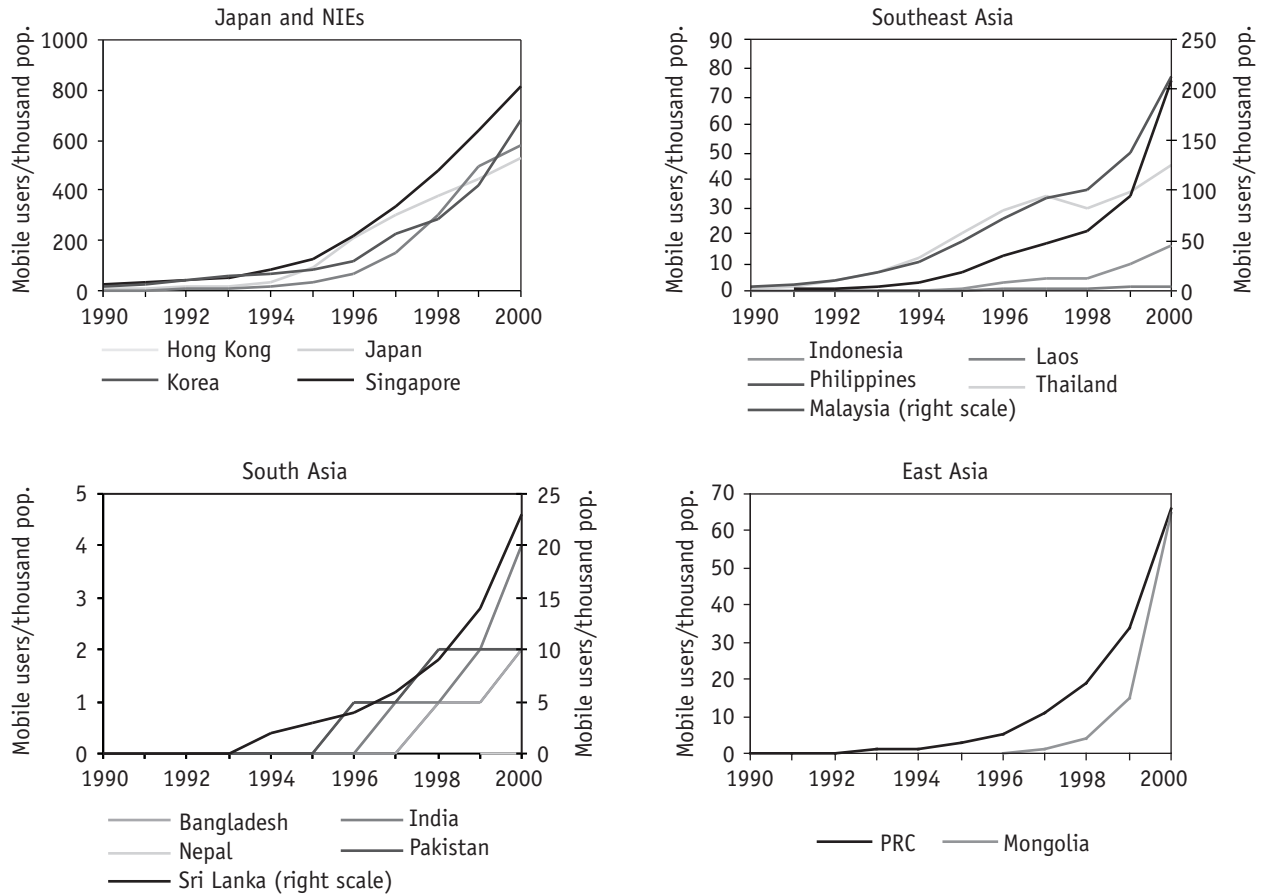 Japan and NIEs
Mobile users/thousand pop.
1000
800
600
400
200
0
1990 1992 1994 1996 1998 2000
Hong Kong Japan
Korea Singapore
Southeast Asia
Mobile users/thousand pop.
90
80
70
60
50
40
30
20
10
0
250
200
150
100
50
0
Mobile users/thousand pop.
1990 1992 1994 1996 1998 2000
Indonesia Laos
Philippines Thailand
Malaysia (right scale)
South Asia
Mobile users/thousand pop.
5
4
3
2
1
0
25
20
15
10
5
0
Mobile users/thousand pop.
1990 1992 1994 1996 1998 2000
Bangladesh India
Nepal Pakistan
Sri Lanka (right scale)
East Asia
Mobile users/thousand pop.
70
60
50
40
30
20
10
0
1990 1992 1994 1996 1998 2000
PRC Mongolia